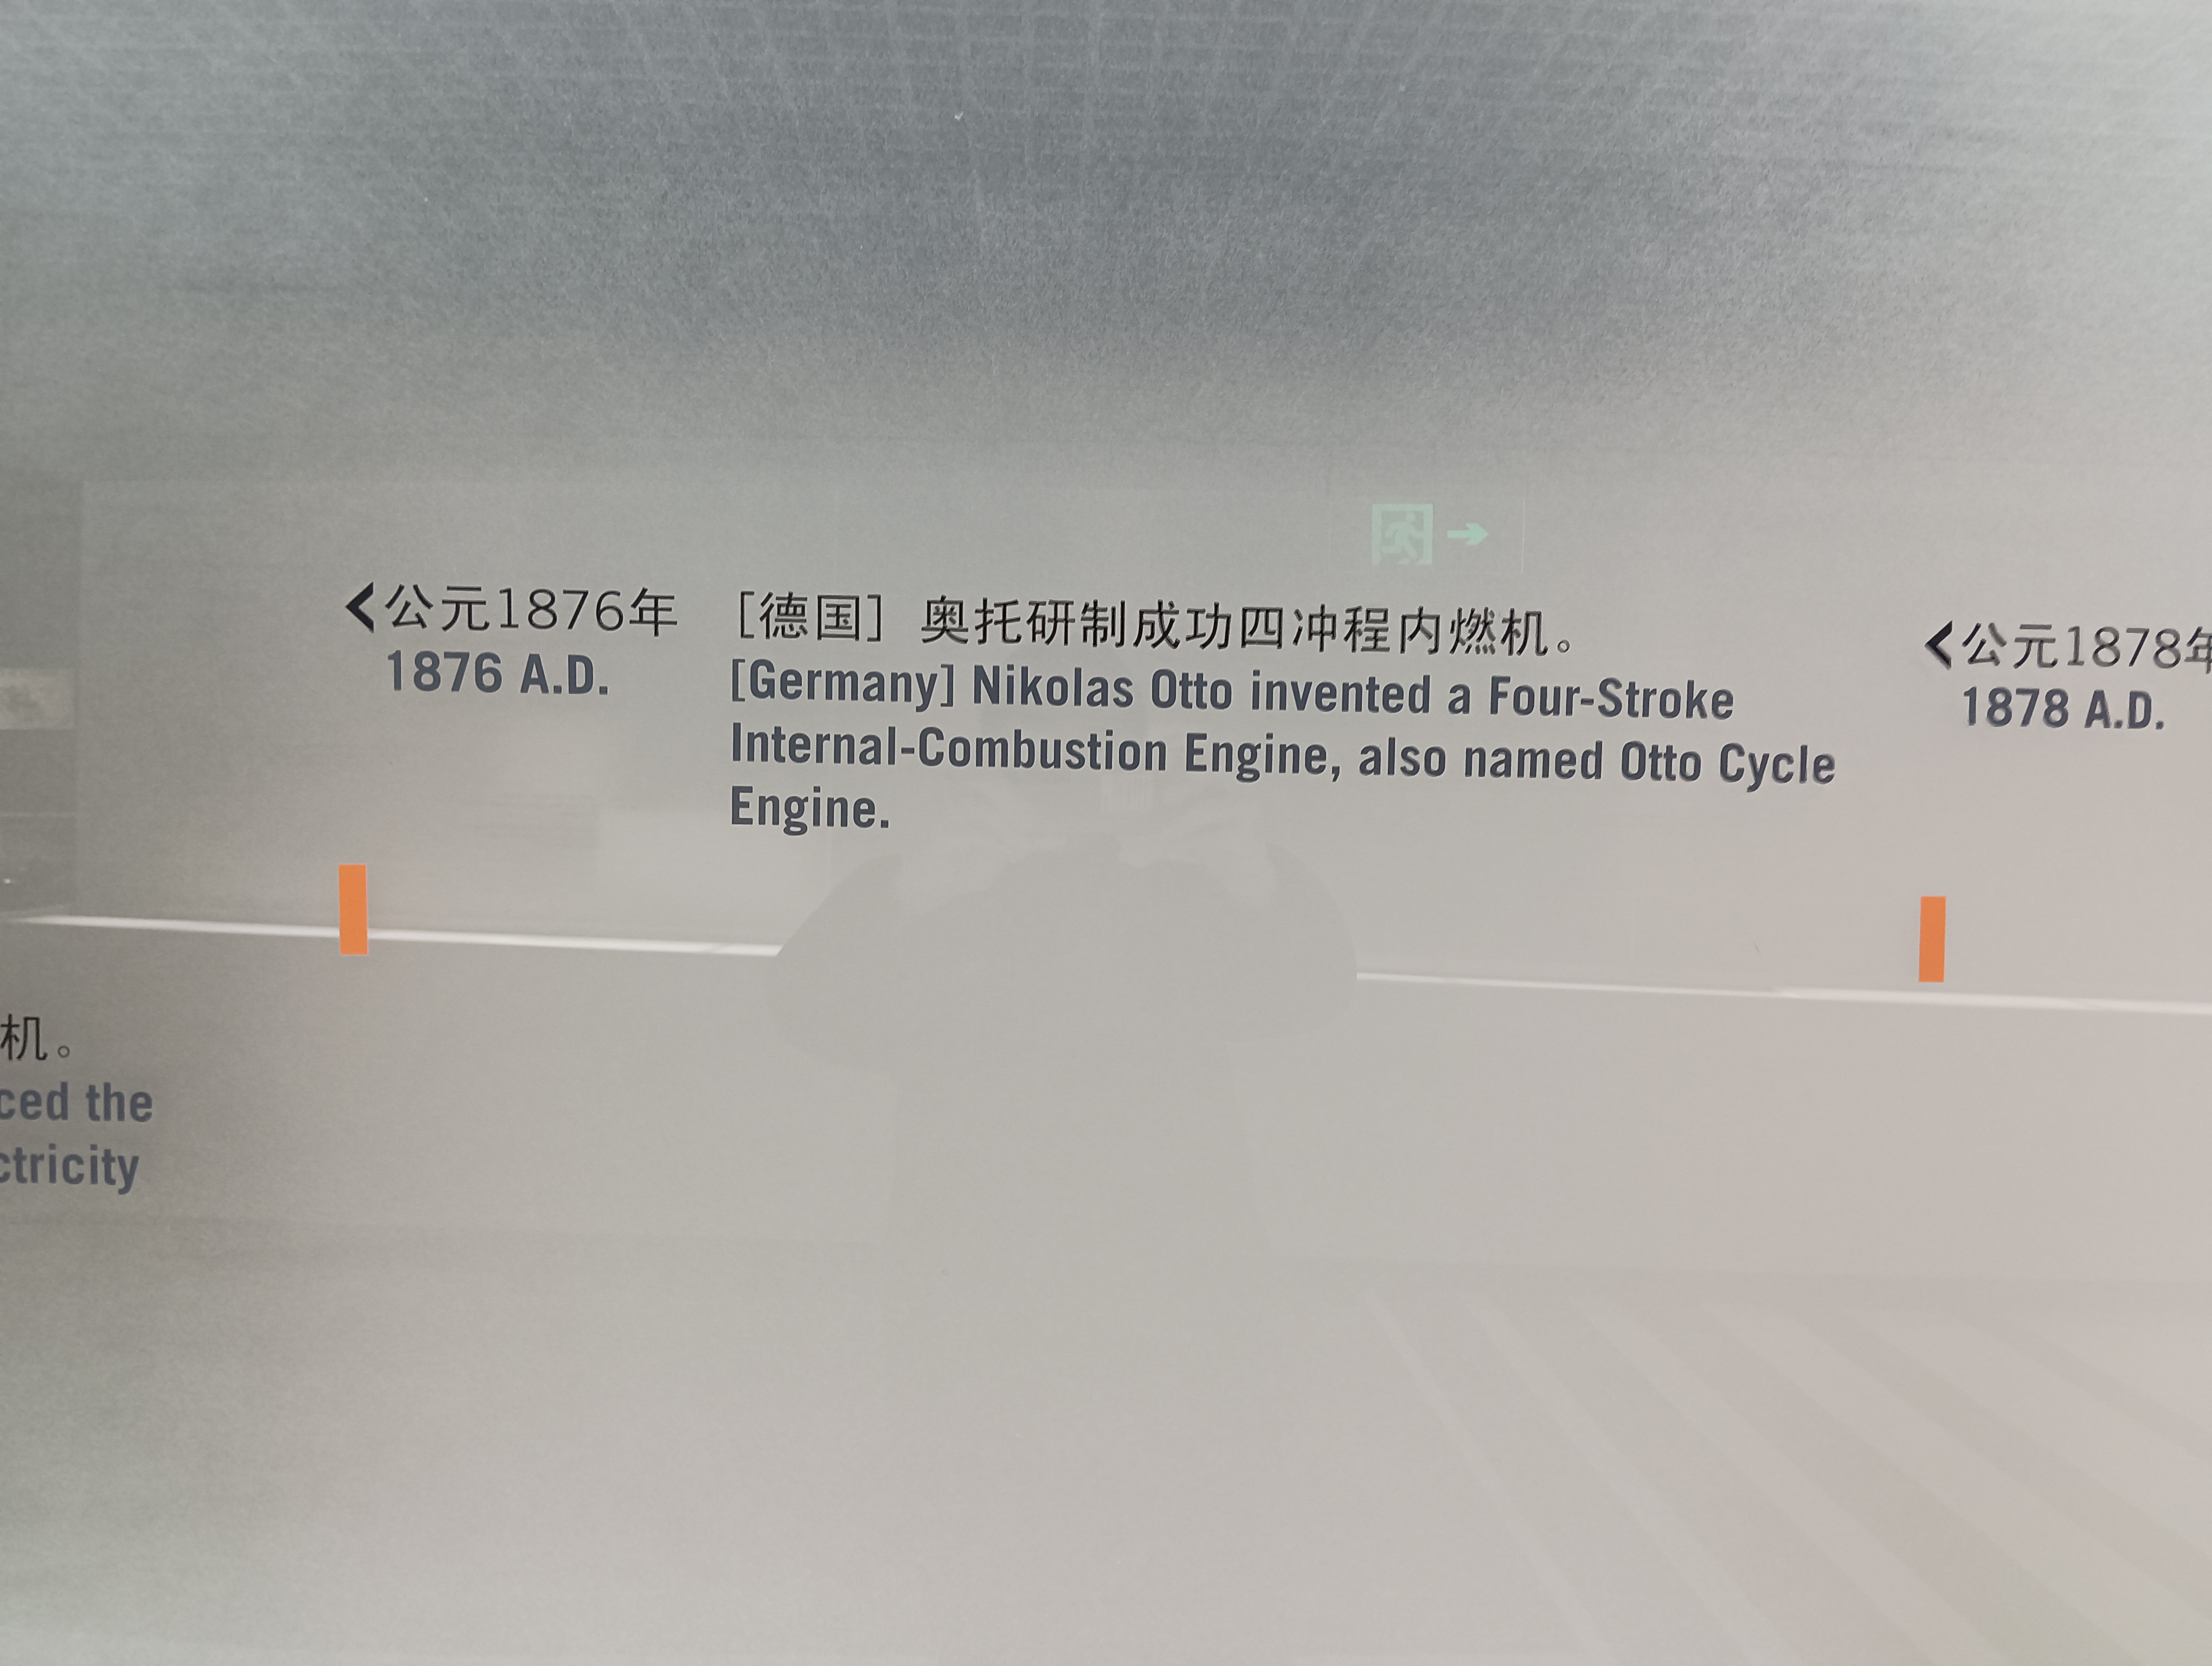 公元1876年
1876 A.D.
[德国] 奥托研制成功四冲程内燃机。
[Germany] Nikolas Otto invented a Four-Stroke
Internal-Combustion Engine, also named Otto Cycle
Engine.
公元1878年
1878 A.D.
机。
ced the
ctricity